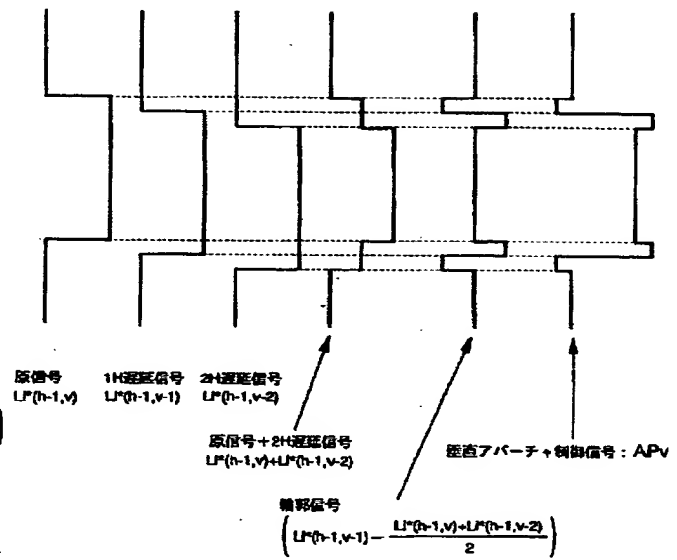 原信号 1H遅延信号 2H遅延信号
Li*(h-1,v) Li*(h-1,v-1) Li*(h-1,v-2)
原信号+2H遅延信号
Li*(h-1,v)+Li*(h-1,v-2)
垂直アパーチャ制御信号:APv
輪郭信号
(Li*(h-1,v-1)- Li*(h-1,v)+Li*(h-1,v-2) / 2)